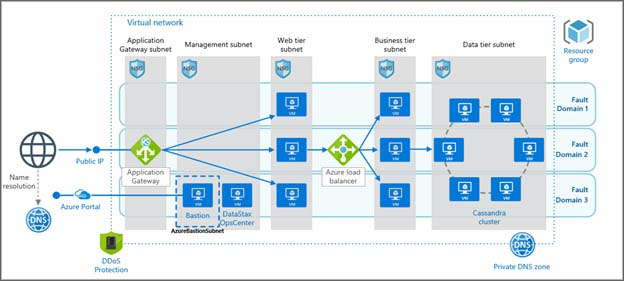 Virtual network
Application
Gateway subnet
Management subnet
Web tier
subnet
Business tier
subnet
Data tier subnet
Resource
group
NSG
NSG
NSG
NSG
NSG
VM
VM
VM
VM
Fault
Domain 1
Public IP
VM
VM
VM
VM
Fault
Domain 2
Name
resolution
Application
Gateway
Azure load
balancer
Azure Portal
VM
VM
VM
VM
VM
VM
Fault
Domain 3
DNS
Bastion
DataStax
OpsCenter
Cassandra
cluster
AzureBastionSubnet
DDoS
Protection
DNS
Private DNS zone